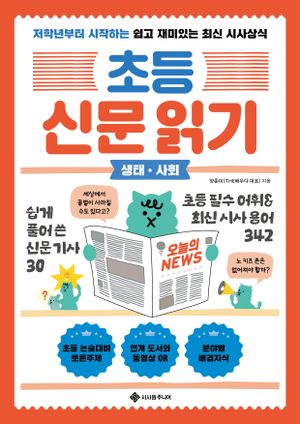 저학년부터 시작하는 쉽고 재미있는 최신 시사상식
초등
신문 읽기
생태·사회
세상에서
꿀벌이 사라질
수도 있다고?
쉽게
풀어 쓴
신문 기사
30
초등 필수 어휘&
최신 시사 용어
342
오늘의
NEWS
노 키즈 존은
없어져야 할까?
초등 논술대비
토론주제
연계 도서와
동영상 QR
분야별
배경지식
시사원주니어